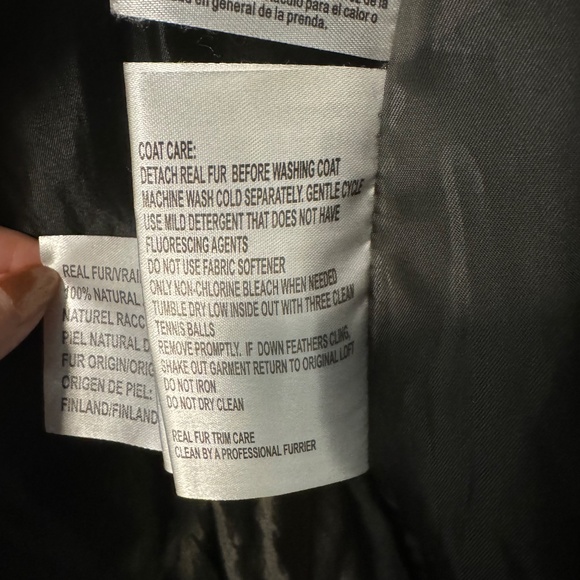 para el calor o
en general de la prenda.
COAT CARE:
DETACH REAL FUR BEFORE WASHING COAT
MACHINE WASH COLD SEPARATELY. GENTLE CYCLE
USE MILD DETERGENT THAT DOES NOT HAVE
FLUORESCING AGENTS
DO NOT USE FABRIC SOFTENER
ONLY NON-CHLORINE BLEACH WHEN NEEDED
TUMBLE DRY LOW INSIDE OUT WITH THREE CLEAN
TENNIS BALLS
REMOVE PROMPTLY. IF DOWN FEATHERS CLING,
SHAKE OUT GARMENT RETURN TO ORIGINAL LOFT
DO NOT IRON
DO NOT DRY CLEAN
REAL FUR TRIM CARE
CLEAN BY A PROFESSIONAL FURRIER
REAL FUR/VRAI
100% NATURAL
NATUREL RACC
PIEL NATURAL D
FUR ORIGIN/ORIG
ORIGEN DE PIEL:
FINLAND/FINLAND